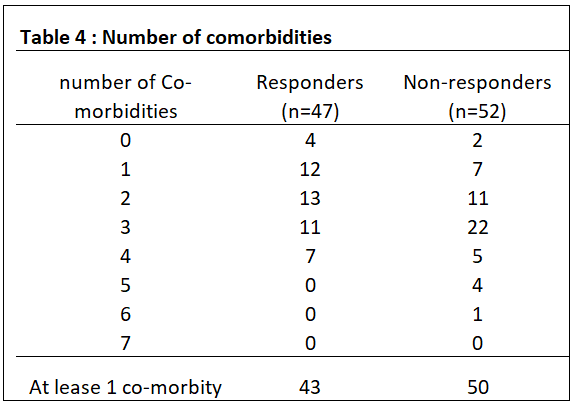 Table 4 : Number of comorbidities
number of Co- Responders Non-responders
morbidities (n=47) (n=52)
0 4 2
1 12 7
2 13 11
3 11 22
4 7 5
5 0 4
6 0 1
7 0 0
At lease 1 co-morbity 43 50